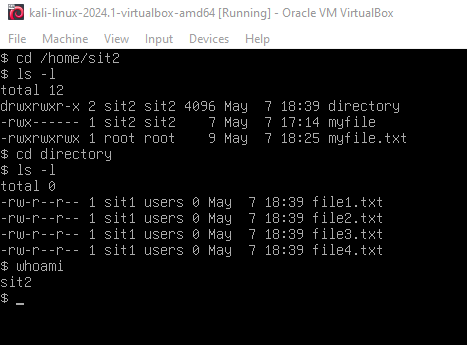 kali-linux-2024.1-virtualbox-amd64 [Running] - Oracle VM VirtualBox
File Machine View Input Devices Help
$ cd /home/sit2
$ ls -l
total 12
drwxrwxr-x 2 sit2 sit2 4096 May  7 18:39 directory
-rwx------ 1 sit2 sit2    7 May  7 17:14 myfile
-ruxrwxrwx 1 root root    9 May  7 18:25 myfile.txt
$ cd directory
$ ls -l
total 0
-rw-r--r-- 1 sit1 users 0 May  7 18:39 file1.txt
-rw-r--r-- 1 sit1 users 0 May  7 18:39 file2.txt
-rw-r--r-- 1 sit1 users 0 May  7 18:39 file3.txt
-rw-r--r-- 1 sit1 users 0 May  7 18:39 file4.txt
$ whoami
sit2
$ _